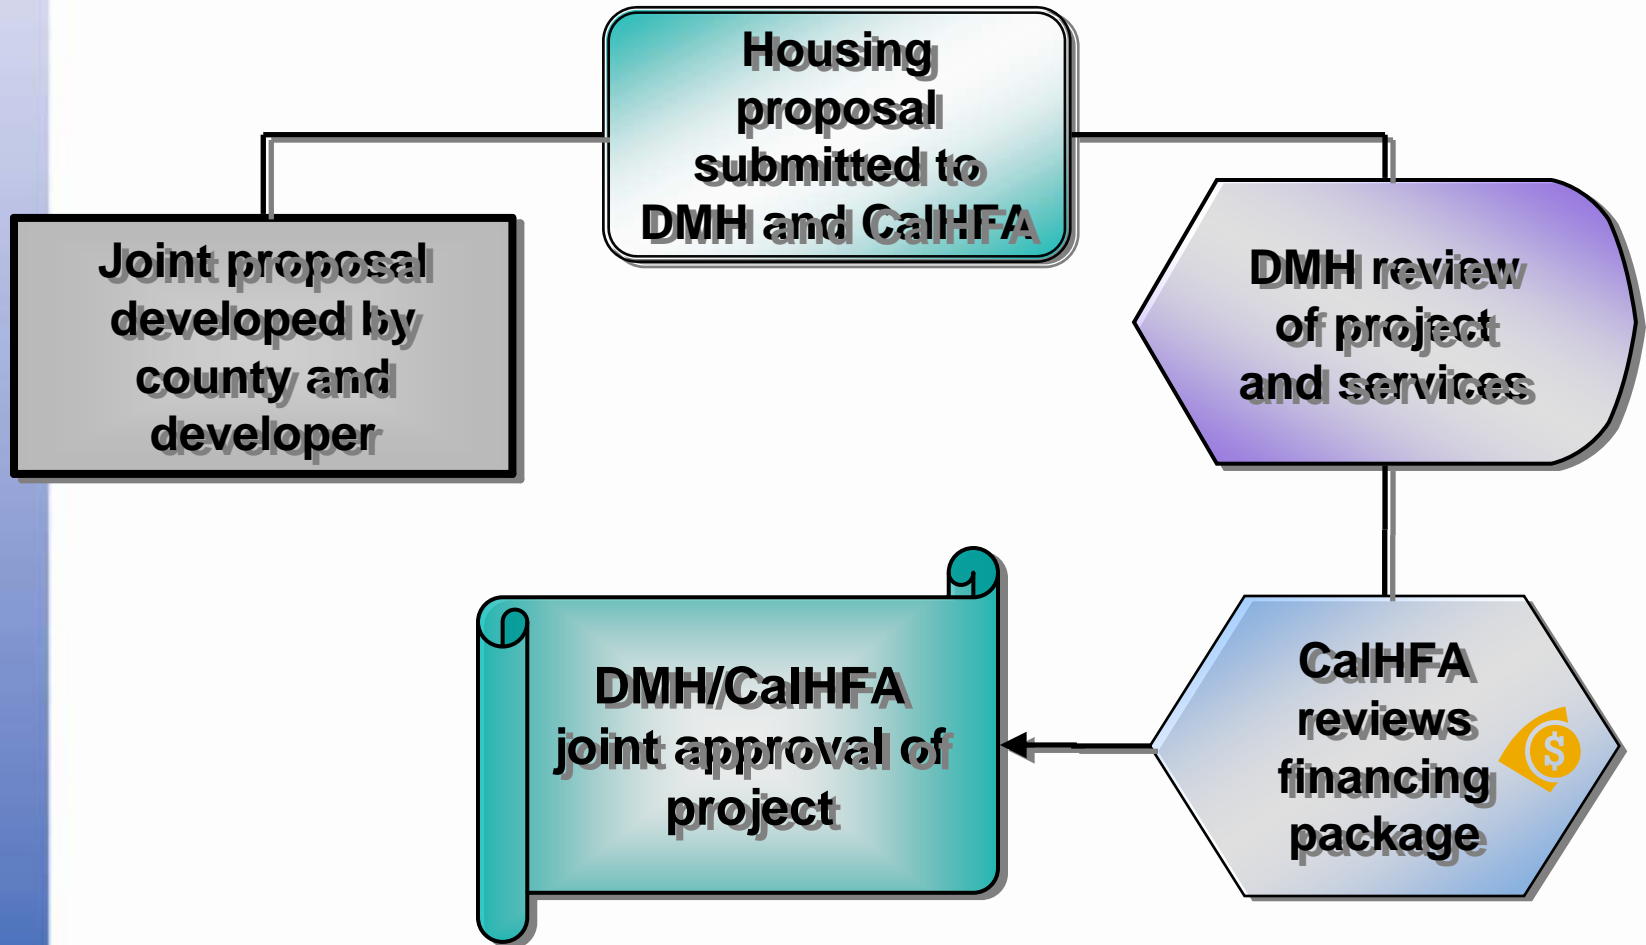 Housing
proposal
submitted to
DMH and CalHFA
Joint proposal
developed by
county and
developer
DMH review
of project
and services
CalHFA
reviews
financing
package
$
DMH/CalHFA
joint approval of
project